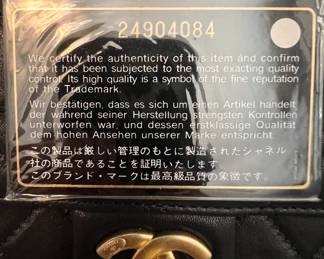 24904084
We certify the authenticity of this item and confirm
that it has been subjected to the most exacting quality
control. Its high quality is a symbol of the fine reputation
of the Trademark.
Wir bestätigen, dass es sich um einen Artikel handelt
der während seiner Herstellung strengsten Kontrollen
unterworfen war, und dessen erstklassige Qualität
dem hohen Ansehen unserer Marke entspricht.
この製品は厳しい管理のもとに製造されたシャネル
社の商品であることを証明いたします。
このブランド・マークは最高級品質の象徴です。